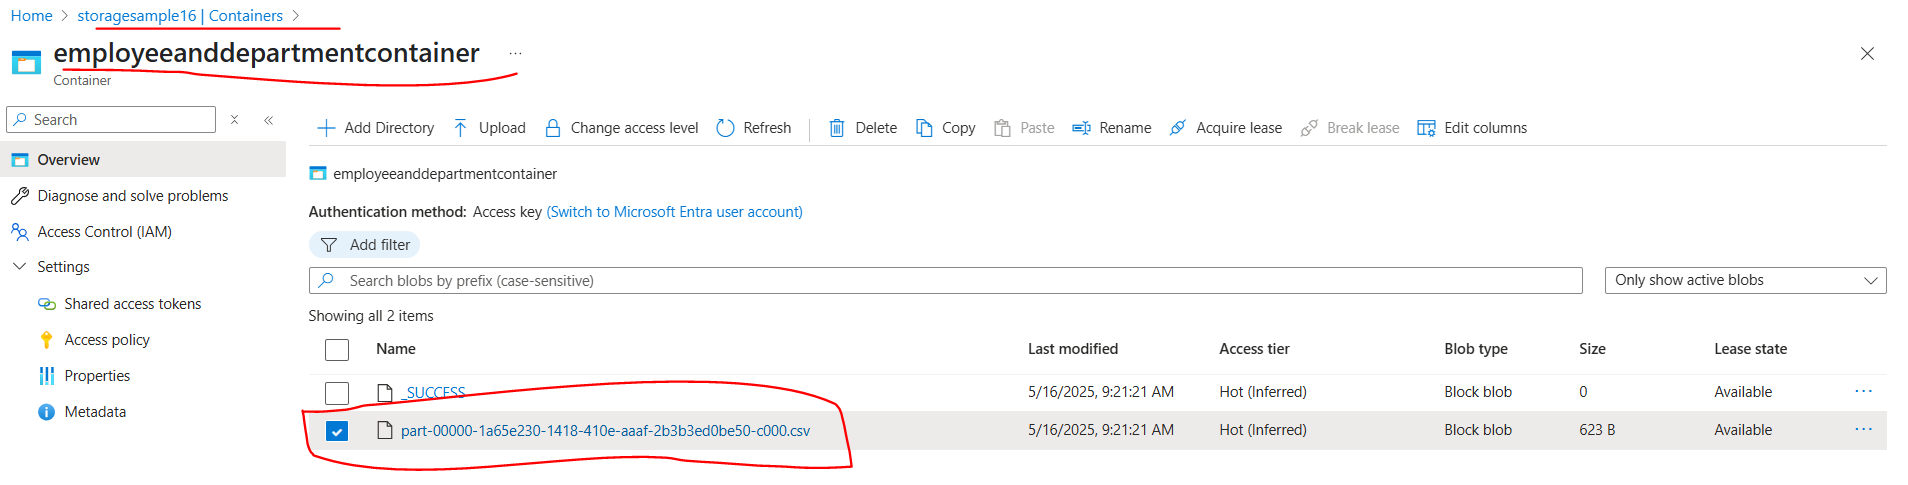 Home > storagesample16 | Containers >
employeeanddepartmentcontainer ...
Container
Search
Add Directory Upload Change access level Refresh Delete Copy Paste Rename Acquire lease Break lease Edit columns
Overview
Diagnose and solve problems
Access Control (IAM)
Settings
Shared access tokens
Access policy
Properties
Metadata
employeeanddepartmentcontainer
Authentication method: Access key (Switch to Microsoft Entra user account)
Add filter
Search blobs by prefix (case-sensitive) Only show active blobs
Showing all 2 items
Name Last modified Access tier Blob type Size Lease state
_SUCCESS 5/16/2025, 9:21:21 AM Hot (Inferred) Block blob 0 Available ...
part-00000-1a65e230-1418-410e-aaaf-2b3b3ed0be50-c000.csv 5/16/2025, 9:21:21 AM Hot (Inferred) Block blob 623 B Available ...